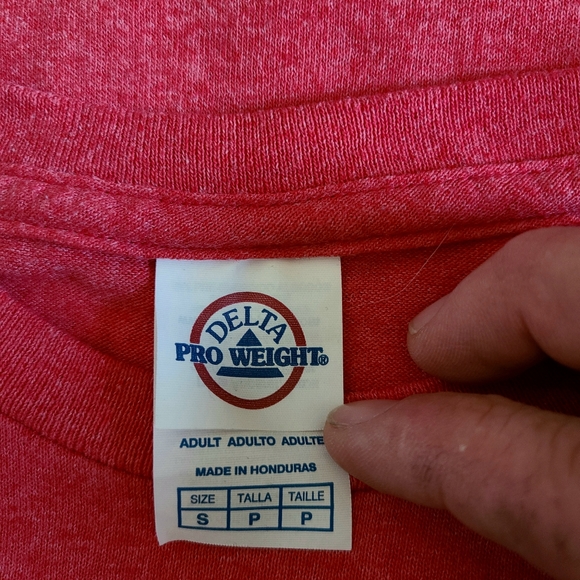 DELTA
PRO WEIGHT®
ADULT ADULTO ADULTE
MADE IN HONDURAS
SIZE TALLA TAILLE
S P P